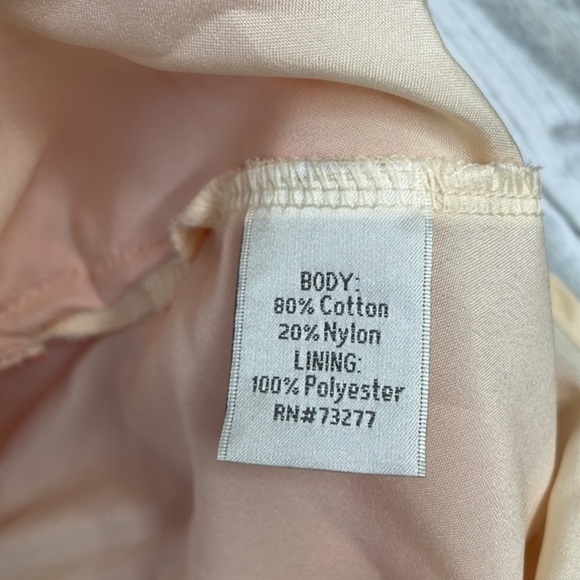 BODY:
80% Cotton
20% Nylon
LINING:
100% Polyester
RN#73277